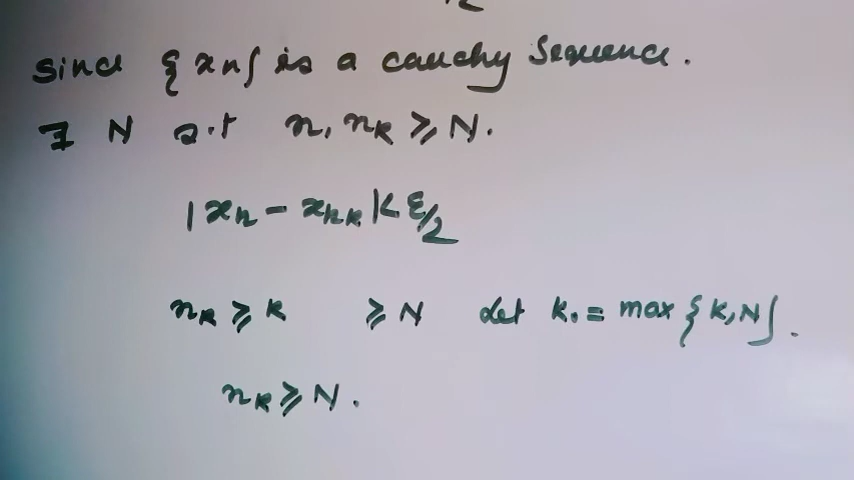 since {xn} is a cauchy sequence.
∃ N s.t n, nk ≥ N.
|xn - xnk| < ε/2
nk ≥ k ≥ N Let k₀ = max {k, N}.
nk ≥ N.